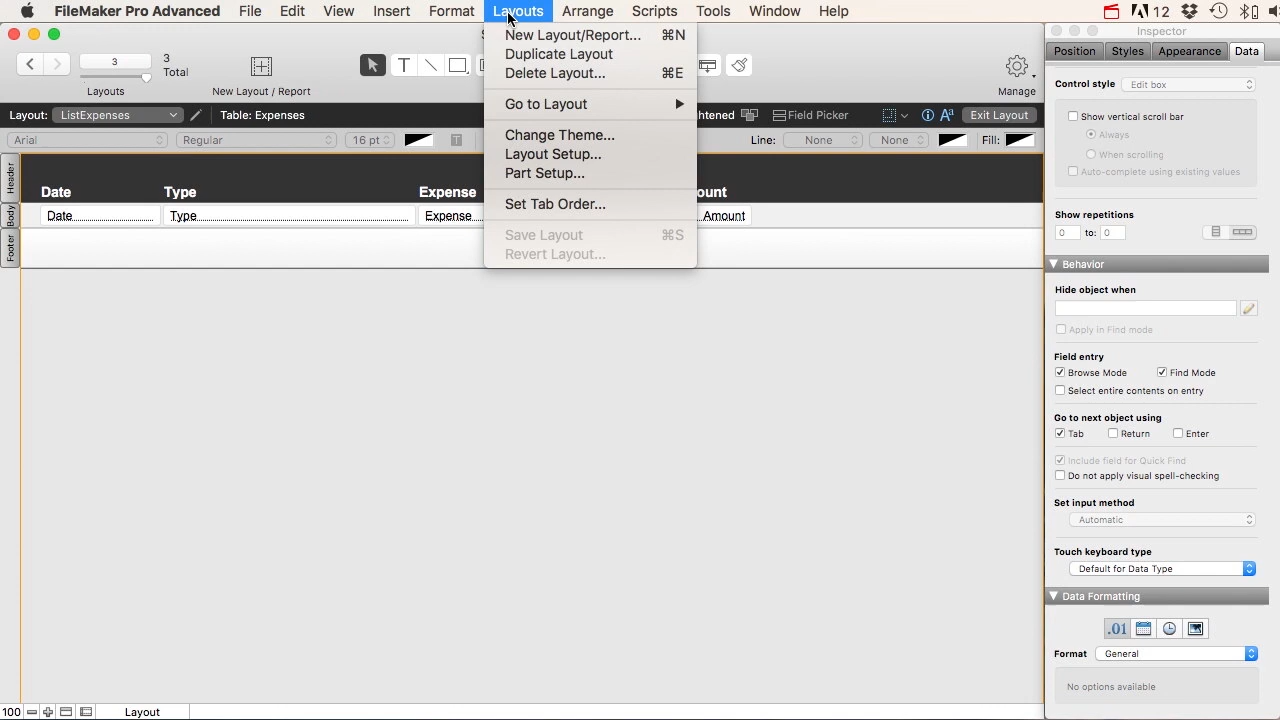 FileMaker Pro Advanced File Edit View Insert Format Layouts Arrange Scripts Tools Window Help 12
New Layout/Report... ⌘N
Duplicate Layout
Delete Layout... ⌘E
Go to Layout
Change Theme...
Layout Setup...
Part Setup...
Set Tab Order...
Save Layout ⌘S
Revert Layout...
3
3
Total
Layouts
New Layout / Report
T
Manage
Layout: ListExpenses Table: Expenses
htened
Field Picker
Exit Layout
Arial Regular 16 pt
Line: None None Fill:
Header
Date Type Expense ount
Body
Date Type Expense Amount
Footer
100 Layout
Inspector
Position Styles Appearance Data
Control style Edit box
Show vertical scroll bar
Always
When scrolling
Auto-complete using existing values
Show repetitions
0 to: 0
Behavior
Hide object when
Apply in Find mode
Field entry
Browse Mode Find Mode
Select entire contents on entry
Go to next object using
Tab Return Enter
Include field for Quick Find
Do not apply visual spell-checking
Set input method
Automatic
Touch keyboard type
Default for Data Type
Data Formatting
.01
Format General
No options available